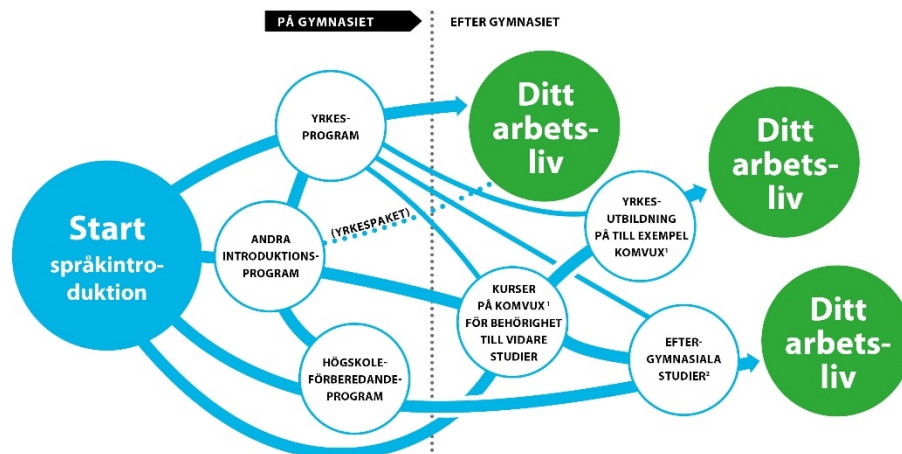 PÅ GYMNASIET
EFTER GYMNASIET
YRKES-
PROGRAM
Ditt
arbets-
liv
Ditt
arbets-
liv
Start
språkintro-
duktion
ANDRA
INTRODUKTIONS-
PROGRAM
(YRKESPAKET)
YRKES-
UTBILDNING
PÅ TILL EXEMPEL
KOMVUX¹
KURSER
PÅ KOMVUX¹
FÖR BEHÖRIGHET
TILL VIDARE
STUDIER
HÖGSKOLE-
FÖRBEREDANDE-
PROGRAM
EFTER-
GYMNASIALA
STUDIER²
Ditt
arbets-
liv